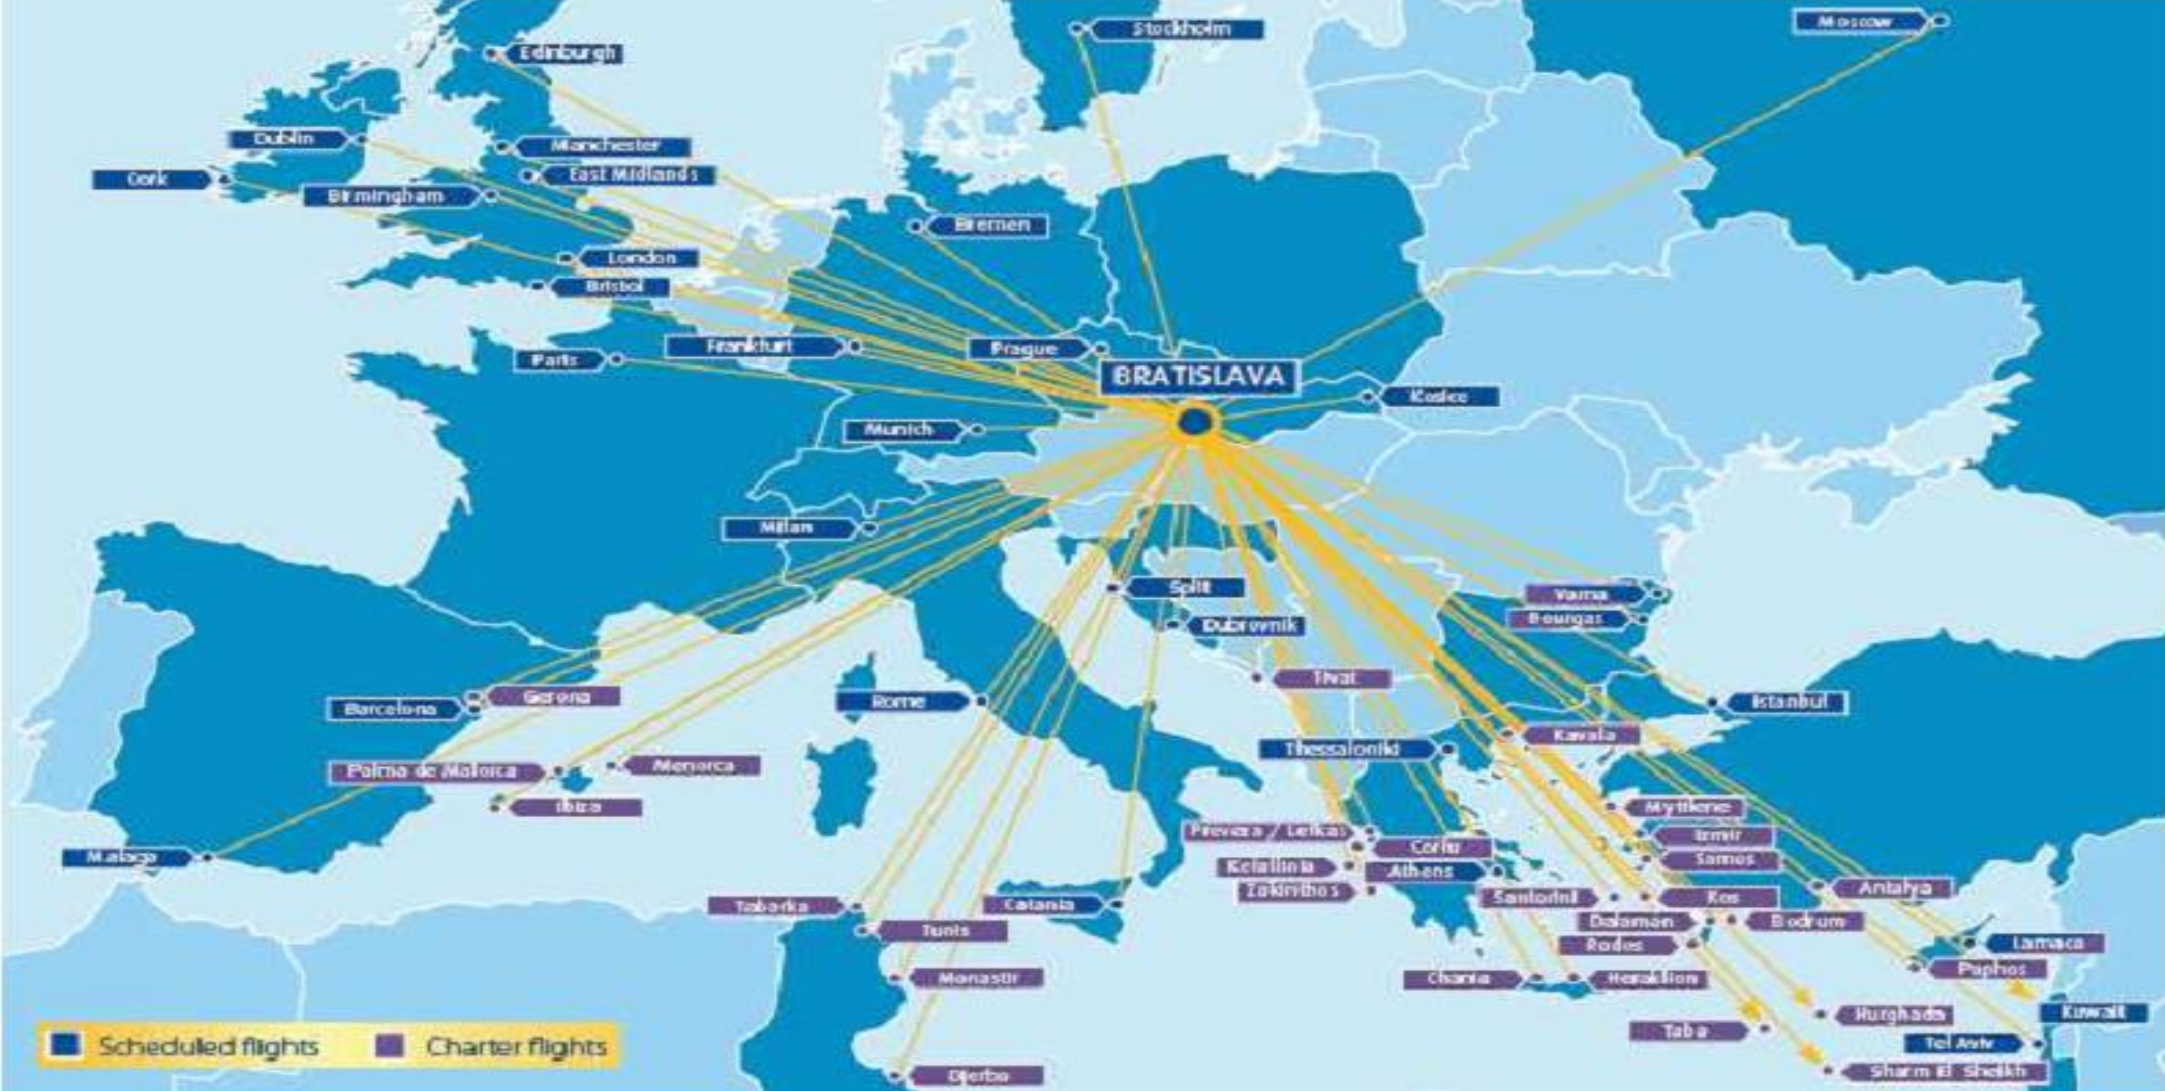 Edinburgh
Stockholm
Moscow
Dublin
Manchester
East Midlands
Cork
Birmingham
Bremen
London
Bristol
Frankfurt
Prague
Paris
BRATISLAVA
Kosice
Munich
Milan
Split
Varna
Bourgas
Dubrovnik
Tivat
Gerona
Barcelona
Rome
Istanbul
Kavala
Thessaloniki
Palma de Mallorca
Menorca
Ibiza
Mytilene
Preveza / Lefkas
Izmir
Corfu
Malaga
Samos
Kefallinia
Athens
Zakinthos
Antalya
Santorini
Kos
Tabarka
Catania
Dalaman
Bodrum
Tunis
Rodos
Larnaca
Paphos
Monastir
Chania
Heraklion
Kuwait
Hurghada
Taba
Tel Aviv
Scheduled flights
Charter flights
Sharm El Sheikh
Djerba